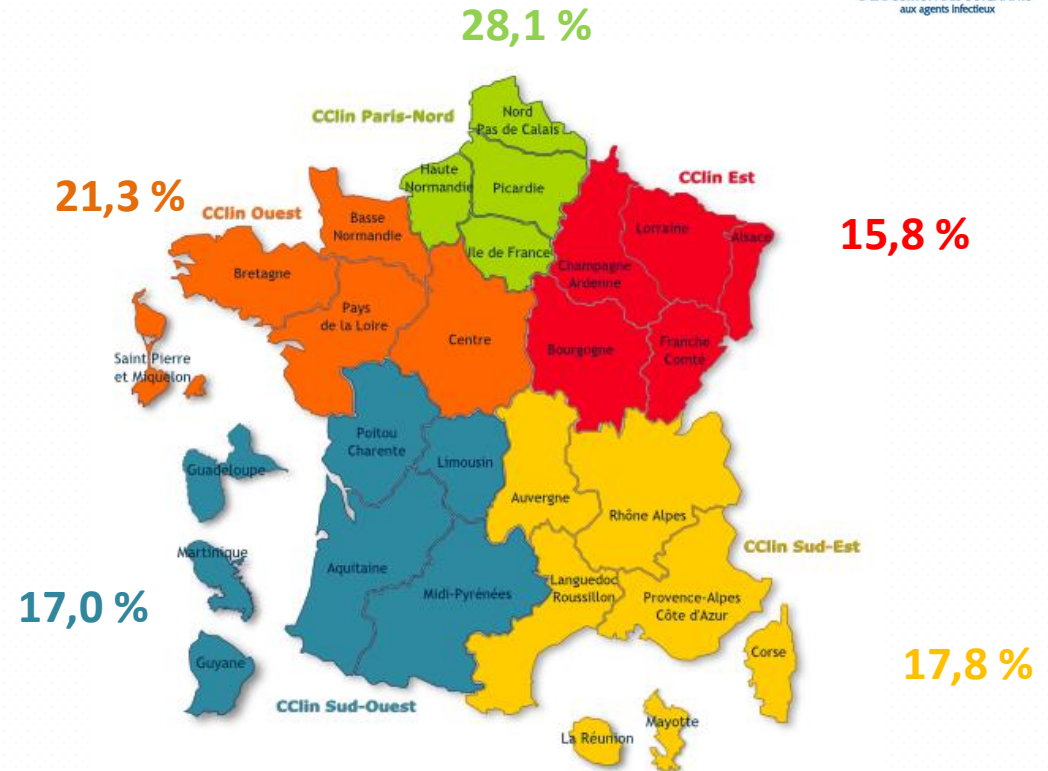 aux agents infectieux
28,1 %
CClin Paris-Nord
Nord
Pas de Calais
Haute
Normandie
Picardie
Ile de France
CClin Est
21,3 %
CClin Ouest
Basse
Normandie
Lorraine
Alsace
15,8 %
Bretagne
Champagne
Ardenne
Pays
de la Loire
Centre
Bourgogne
Franche
Comté
Saint Pierre
et Miquelon
Poitou
Charente
Limousin
Guadeloupe
Auvergne
Rhône Alpes
CClin Sud-Est
Martinique
Aquitaine
Midi-Pyrénées
Languedoc
Roussillon
Provence-Alpes
Côte d'Azur
17,0 %
Guyane
Corse
17,8 %
CClin Sud-Ouest
La Réunion
Mayotte